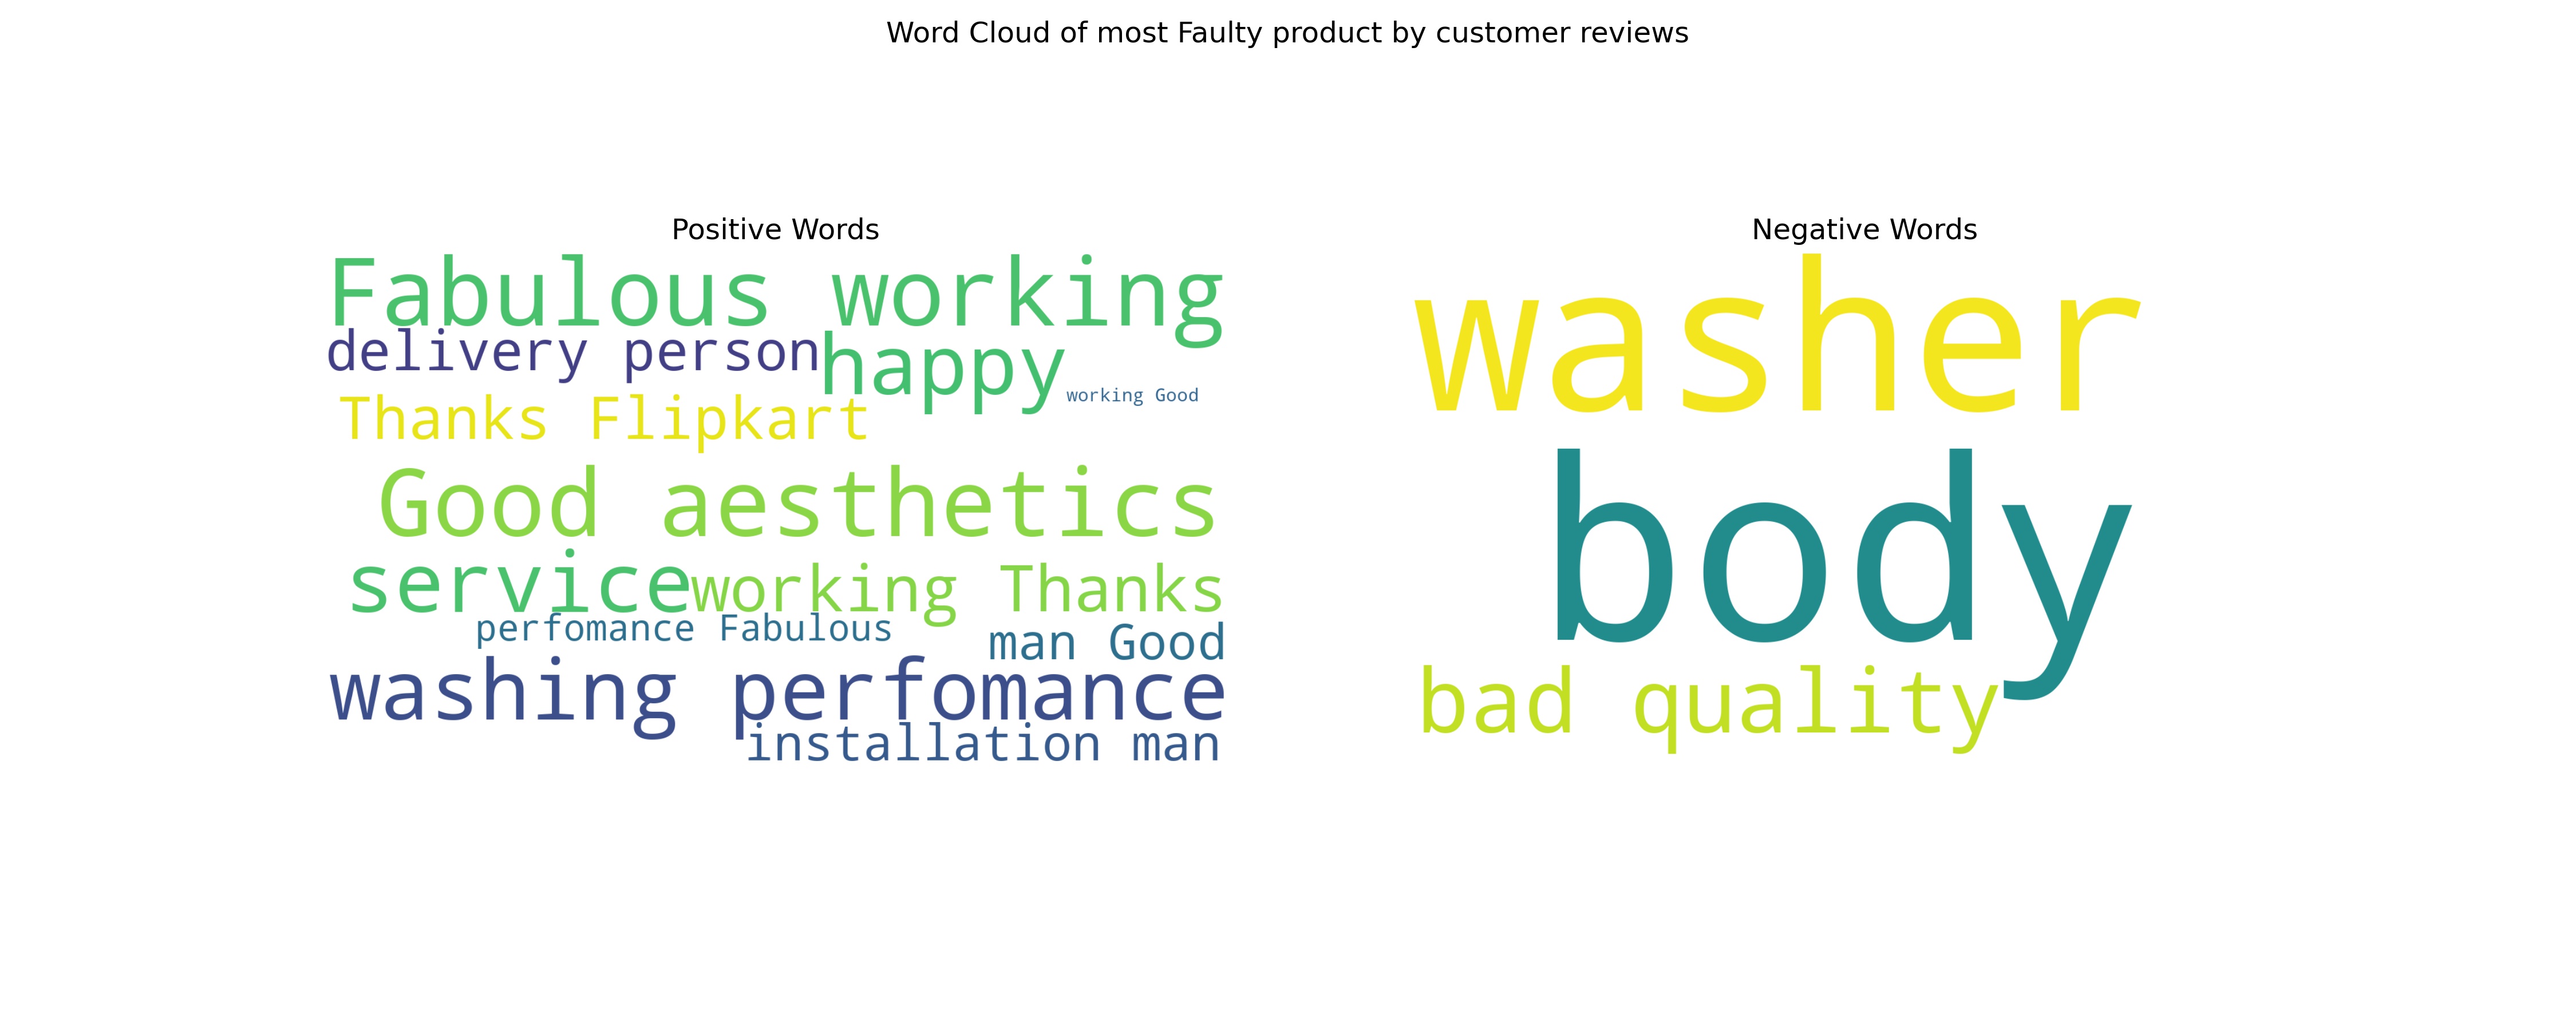 Word Cloud of most Faulty product by customer reviews
Positive Words
Fabulous working
delivery person
happy
working Good
Thanks Flipkart
Good aesthetics
service
working Thanks
perfomance Fabulous
man Good
washing perfomance
installation man
Negative Words
washer
body
bad quality